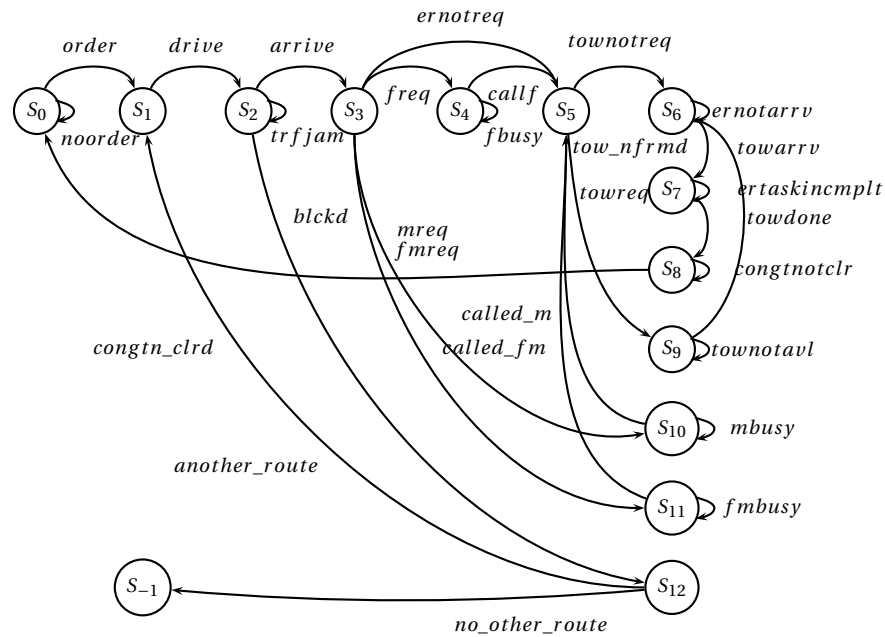 ernotreq
order
drive
arrive
townotreq
S0
S1
S2
S3
freq
S4
callf
S5
S6
ernotarrv
noorder
trfjam
fbusy
tow_nfrmd
towarrv
towreq
S7
ertaskincmplt
towdone
blckd
mreq
fmreq
S8
congtnotclr
called_m
congtn_clrd
called_fm
S9
townotavl
S10
mbusy
another_route
S11
fmbusy
S−1
S12
no_other_route